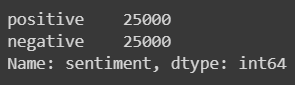 positive    25000
negative    25000
Name: sentiment, dtype: int64